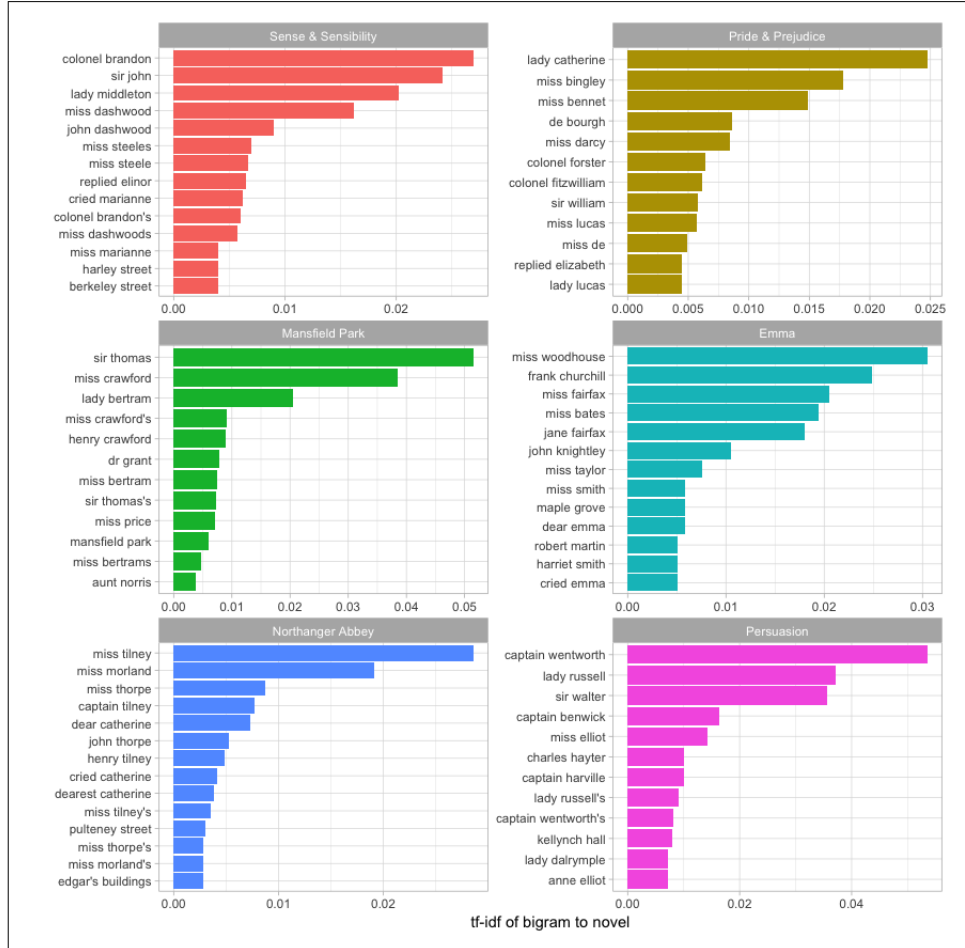 Sense & Sensibility
colonel brandon
sir john
lady middleton
miss dashwood
john dashwood
miss steeles
miss steele
replied elinor
cried marianne
colonel brandon's
miss dashwoods
miss marianne
harley street
berkeley street
0.00 0.01 0.02
Pride & Prejudice
lady catherine
miss bingley
miss bennet
de bourgh
miss darcy
colonel forster
colonel fitzwilliam
sir william
miss lucas
miss de
replied elizabeth
lady lucas
0.000 0.005 0.010 0.015 0.020 0.025
Mansfield Park
sir thomas
miss crawford
lady bertram
miss crawford's
henry crawford
dr grant
miss bertram
sir thomas's
miss price
mansfield park
miss bertrams
aunt norris
0.00 0.01 0.02 0.03 0.04 0.05
Emma
miss woodhouse
frank churchill
miss fairfax
miss bates
jane fairfax
john knightley
miss taylor
miss smith
maple grove
dear emma
robert martin
harriet smith
cried emma
0.00 0.01 0.02 0.03
Northanger Abbey
miss tilney
miss morland
miss thorpe
captain tilney
dear catherine
john thorpe
henry tilney
cried catherine
dearest catherine
miss tilney's
pulteney street
miss thorpe's
miss morland's
edgar's buildings
0.00 0.01 0.02
Persuasion
captain wentworth
lady russell
sir walter
captain benwick
miss elliot
charles hayter
captain harville
lady russell's
captain wentworth's
kellynch hall
lady dalrymple
anne elliot
0.00 0.02 0.04
tf-idf of bigram to novel